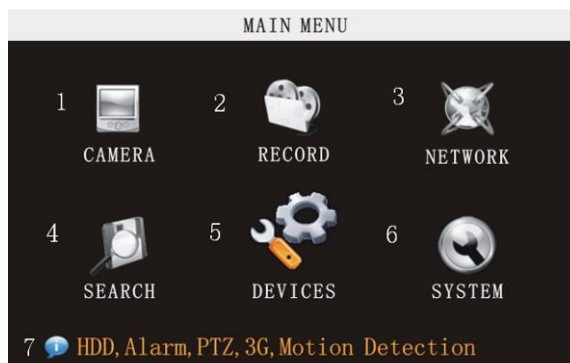 MAIN MENU
1 2 3
CAMERA RECORD NETWORK
4 5 6
SEARCH DEVICES SYSTEM
7 HDD,Alarm,PTZ,3G,Motion Detection